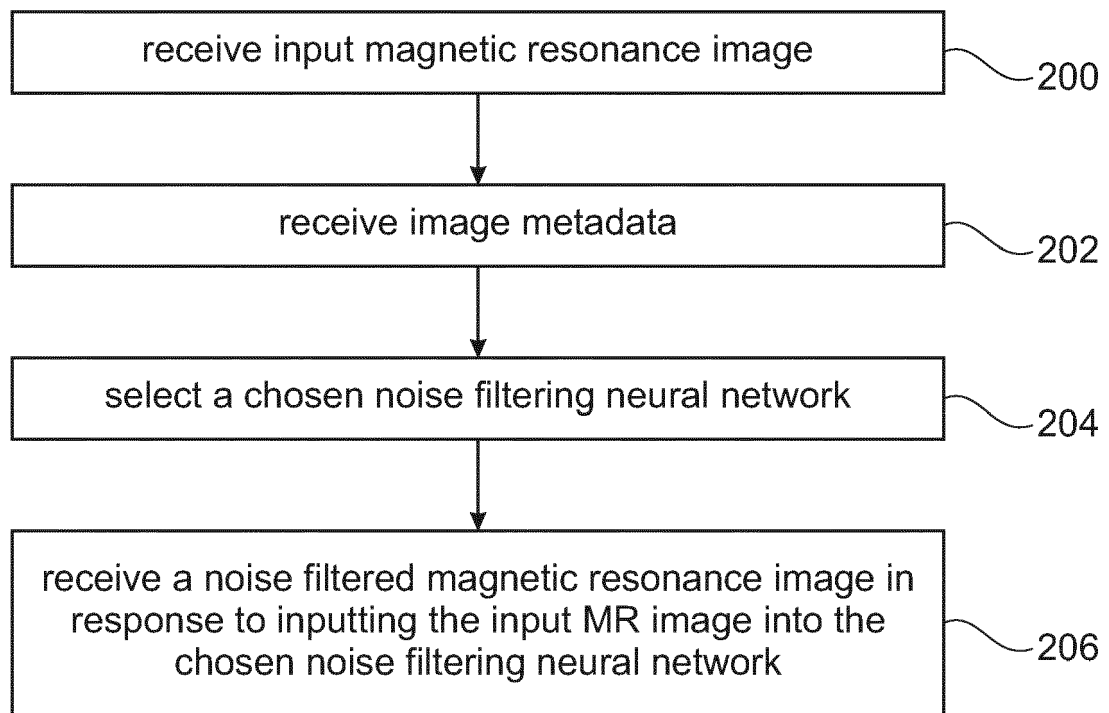 receive input magnetic resonance image
200
receive image metadata
202
select a chosen noise filtering neural network
204
receive a noise filtered magnetic resonance image in
response to inputting the input MR image into the
chosen noise filtering neural network
206